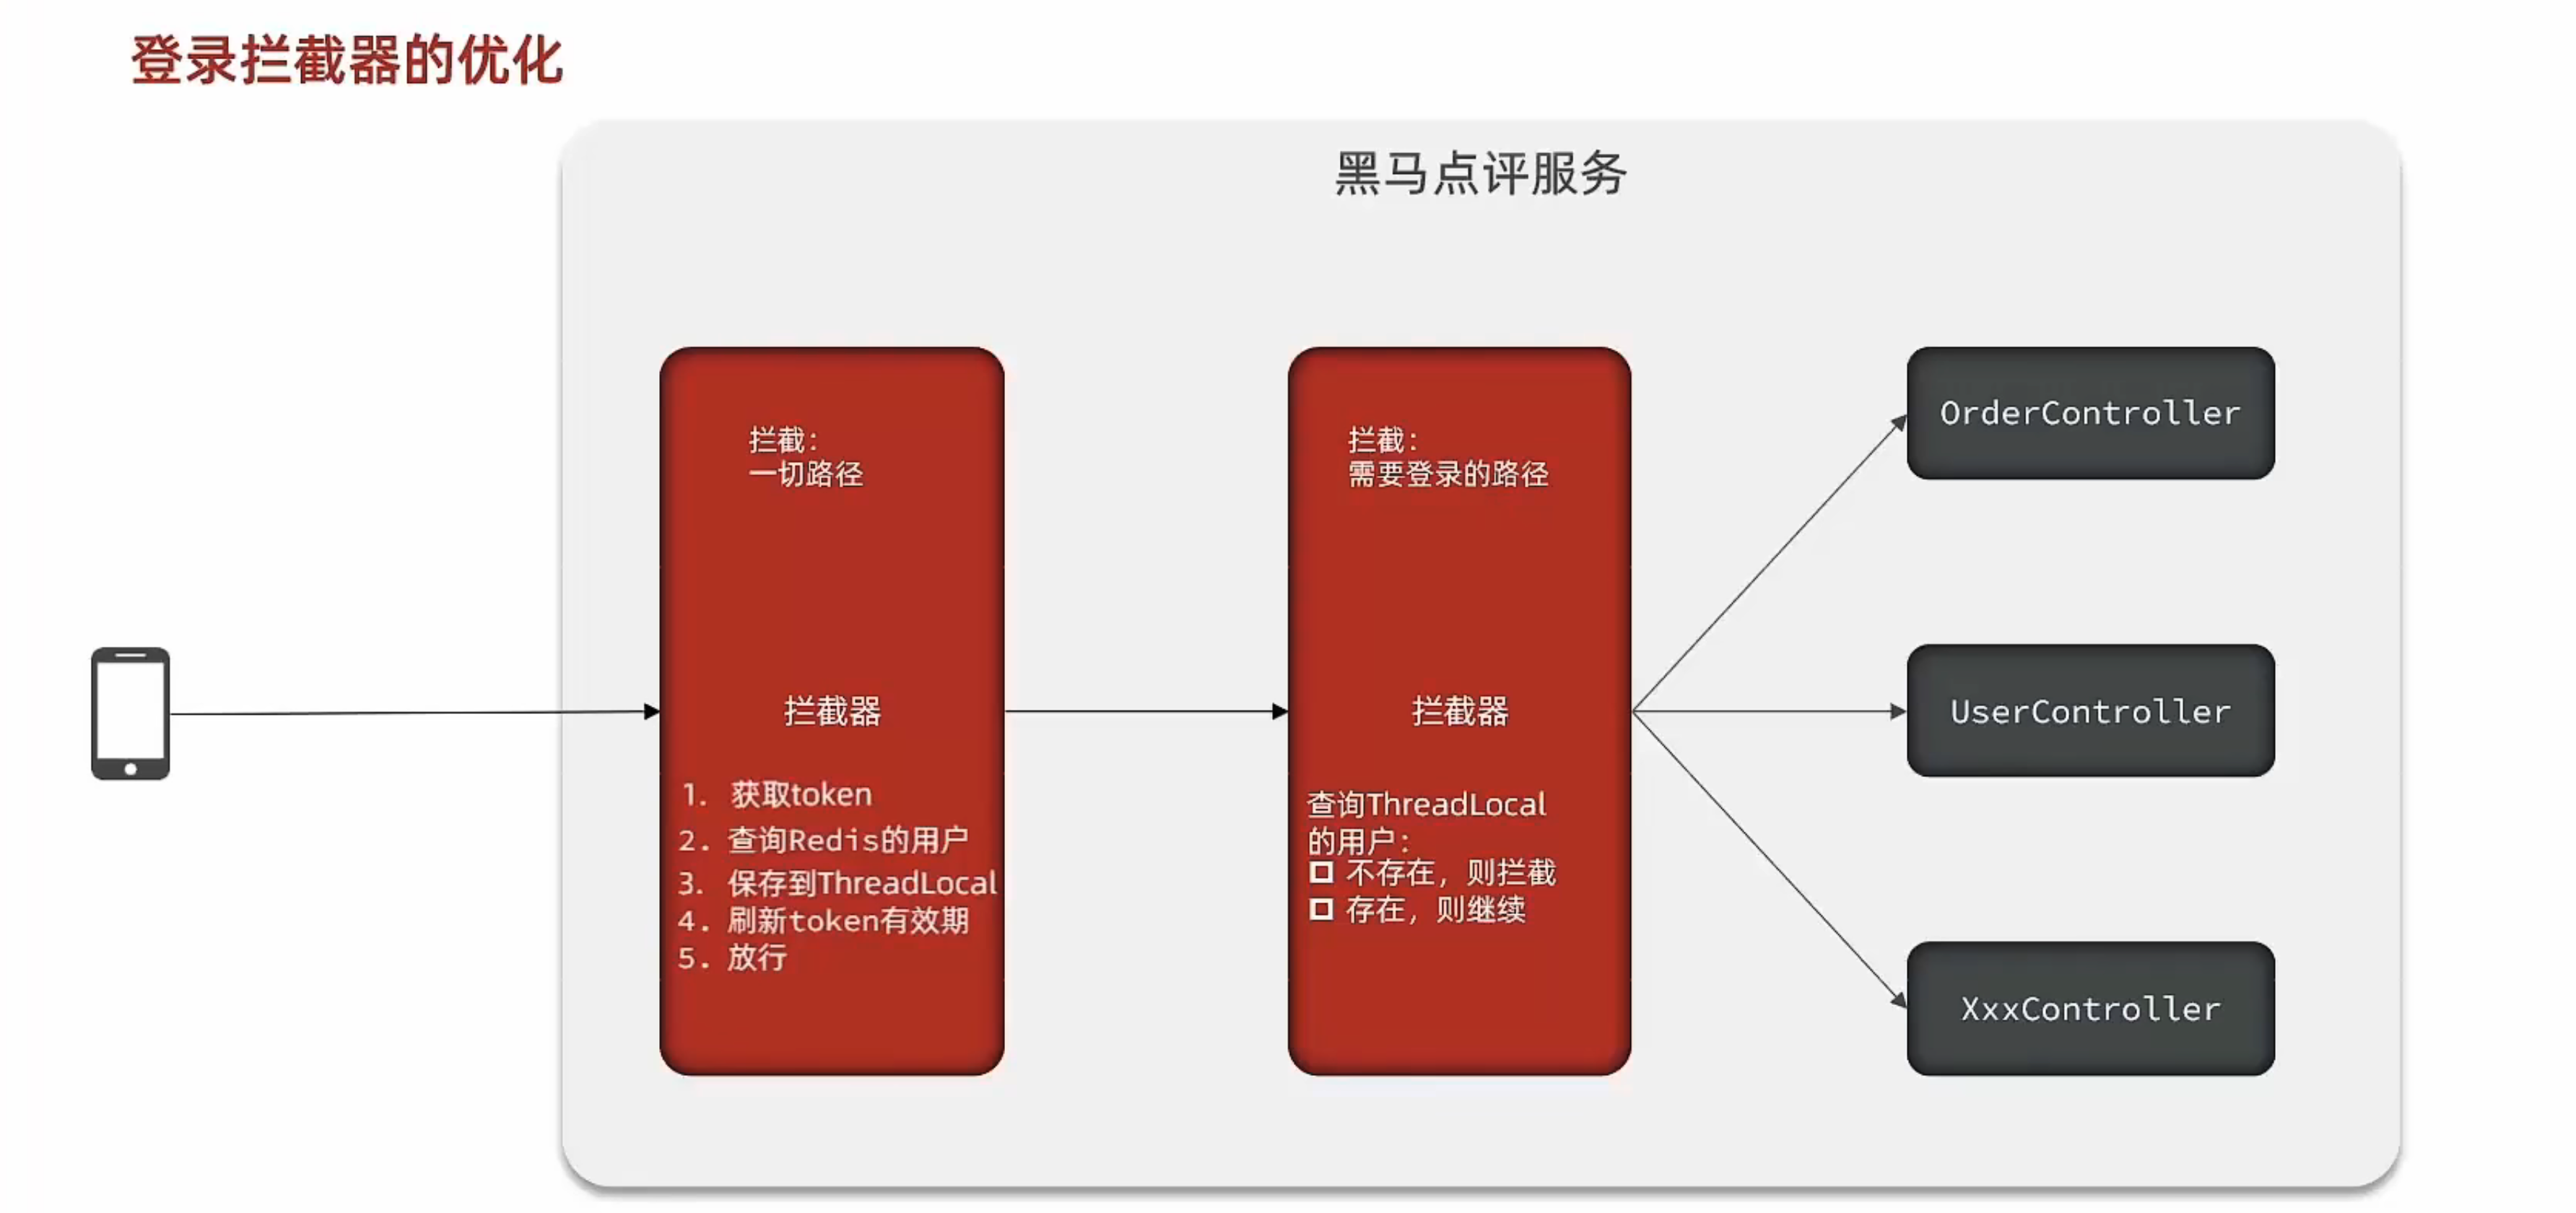 登录拦截器的优化
黑马点评服务
拦截：
一切路径
拦截器
1. 获取token
2. 查询Redis的用户
3. 保存到ThreadLocal
4. 刷新token有效期
5. 放行
拦截：
需要登录的路径
拦截器
查询ThreadLocal
的用户：
不存在，则拦截
存在，则继续
OrderController
UserController
XxxController